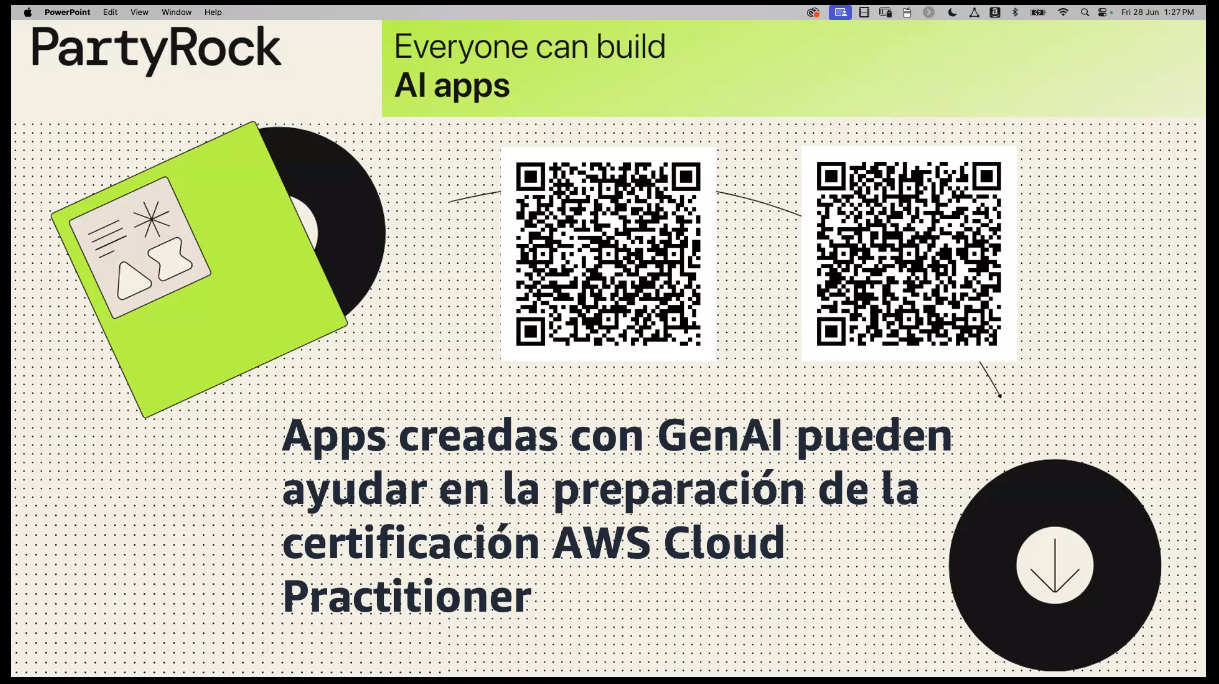 PowerPoint Edit View Window Help Fri 28 Jun 1:27 PM
PartyRock
Everyone can build
AI apps
Apps creadas con GenAI pueden
ayudar en la preparación de la
certificación AWS Cloud
Practitioner